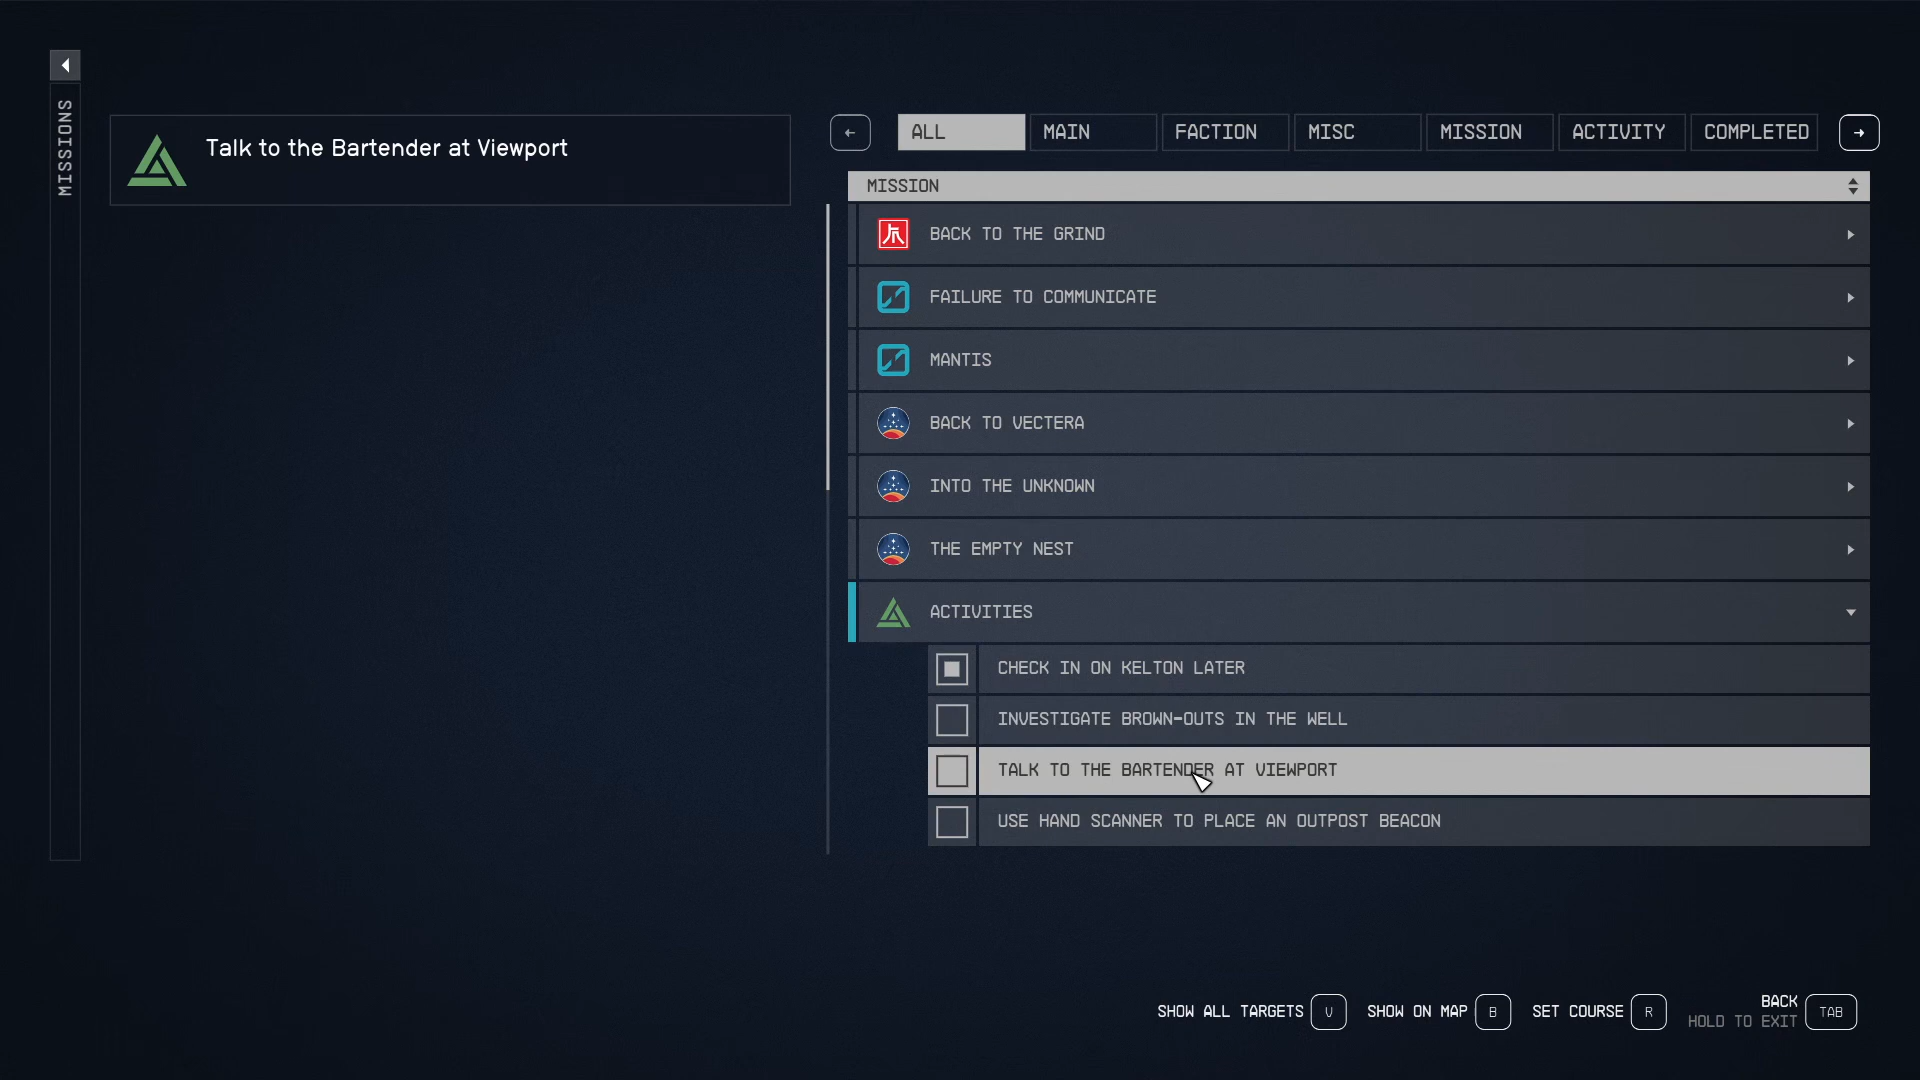 MISSIONS
Talk to the Bartender at Viewport
ALL
MAIN
FACTION
MISC
MISSION
ACTIVITY
COMPLETED
MISSION
BACK TO THE GRIND
FAILURE TO COMMUNICATE
MANTIS
BACK TO VECTERA
INTO THE UNKNOWN
THE EMPTY NEST
ACTIVITIES
CHECK IN ON KELTON LATER
INVESTIGATE BROWN-OUTS IN THE WELL
TALK TO THE BARTENDER AT VIEWPORT
USE HAND SCANNER TO PLACE AN OUTPOST BEACON
SHOW ALL TARGETS V
SHOW ON MAP B
SET COURSE R
BACK TAB
HOLD TO EXIT